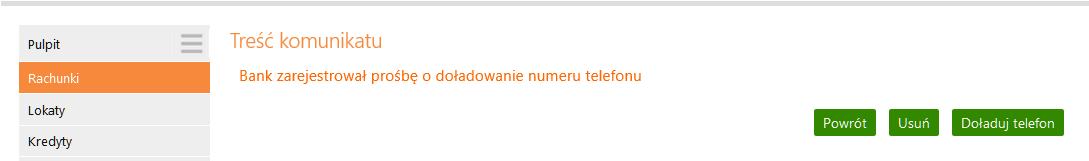 Pulpit
Rachunki
Lokaty
Kredyty
Treść komunikatu
Bank zarejestrował prośbę o doładowanie numeru telefonu
Powrót
Usuń
Doładuj telefon